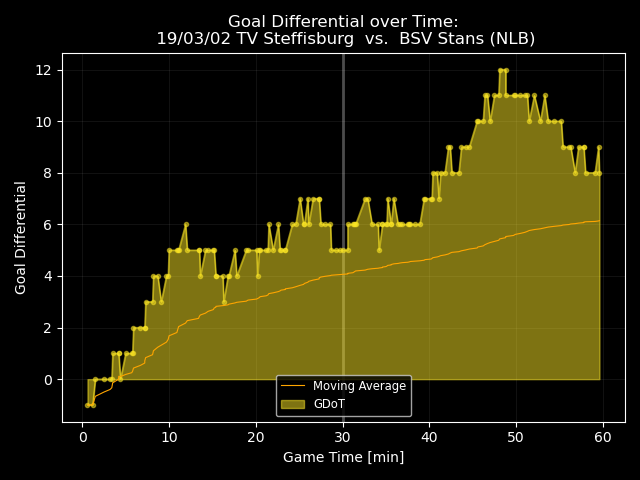 Goal Differential over Time:
19/03/02 TV Steffisburg  vs.  BSV Stans (NLB)
Goal Differential
12
10
8
6
4
2
0
Moving Average
GDoT
0 10 20 30 40 50 60
Game Time [min]